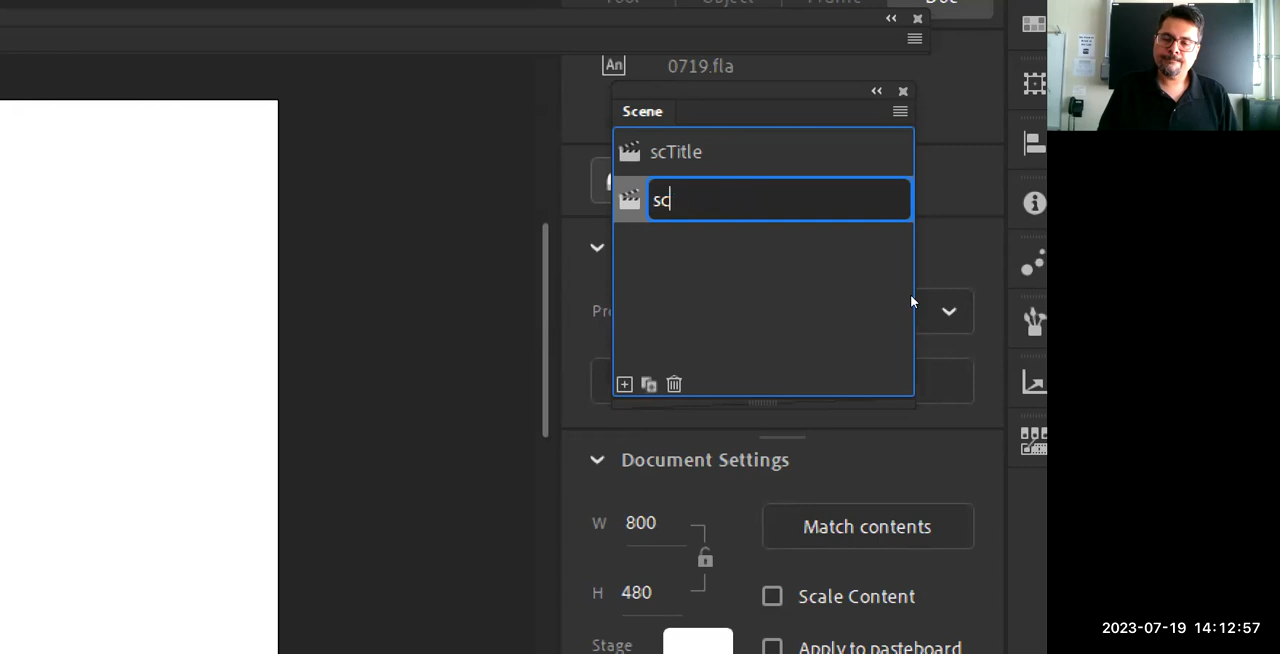 Tool Object Frame Doc
An 0719.fla
Scene
scTitle
sc
Document Settings
W 800
Match contents
H 480
Scale Content
Stage
Apply to pasteboard
2023-07-19 14:12:57